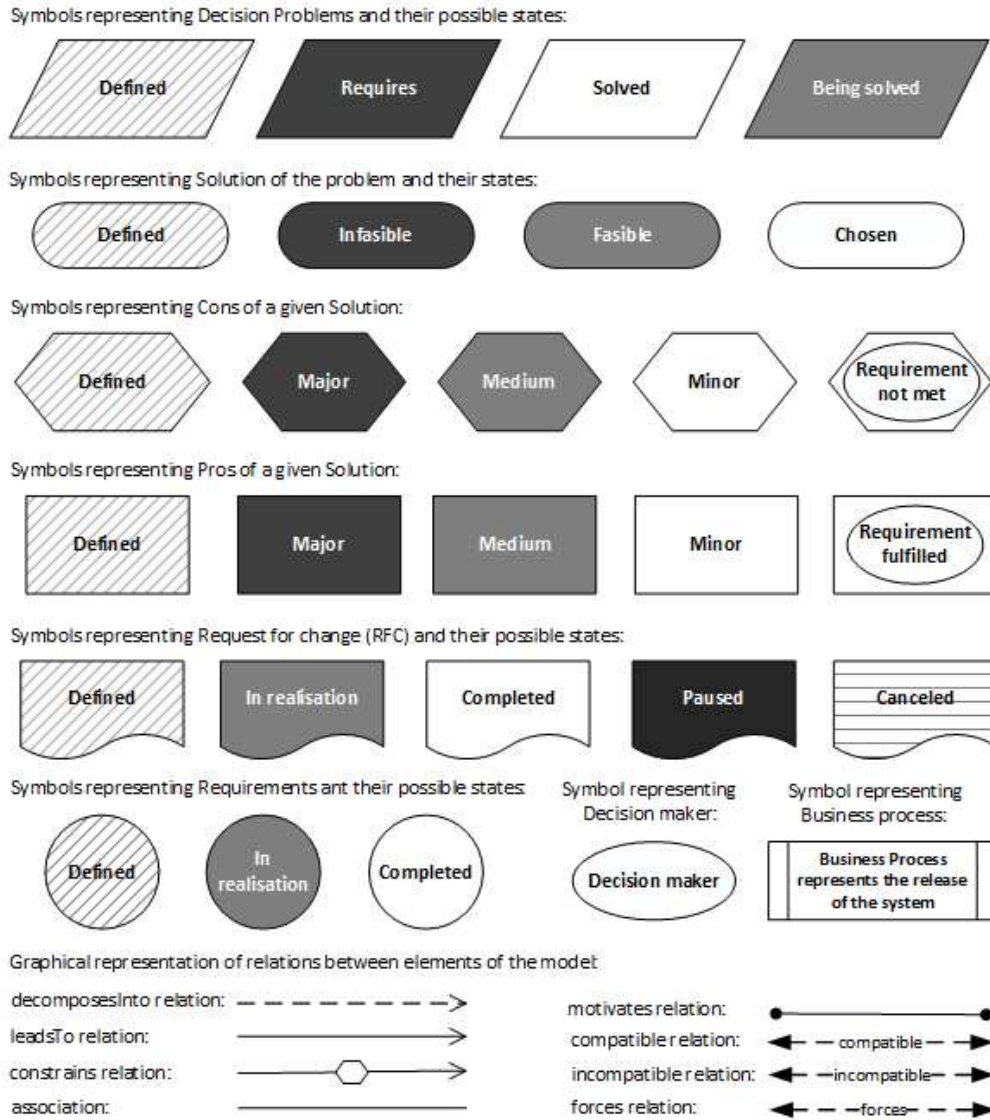 Symbols representing Decision Problems and their possible states:
Defined
Requires
Solved
Being solved
Symbols representing Solution of the problem and their states:
Defined
Infasible
Fasible
Chosen
Symbols representing Cons of a given Solution:
Defined
Major
Medium
Minor
Requirement
not met
Symbols representing Pros of a given Solution:
Defined
Major
Medium
Minor
Requirement
fulfilled
Symbols representing Request for change (RFC) and their possible states:
Defined
In realisation
Completed
Paused
Canceled
Symbols representing Requirements ant their possible states:
Defined
In
realisation
Completed
Symbol representing
Decision maker:
Decision maker
Symbol representing
Business process:
Business Process
represents the release
of the system
Graphical representation of relations between elements of the model:
decomposesInto relation:
leadsTo relation:
constrains relation:
association:
motivates relation:
compatible relation:
compatible
incompatible relation:
incompatible
forces relation:
forces